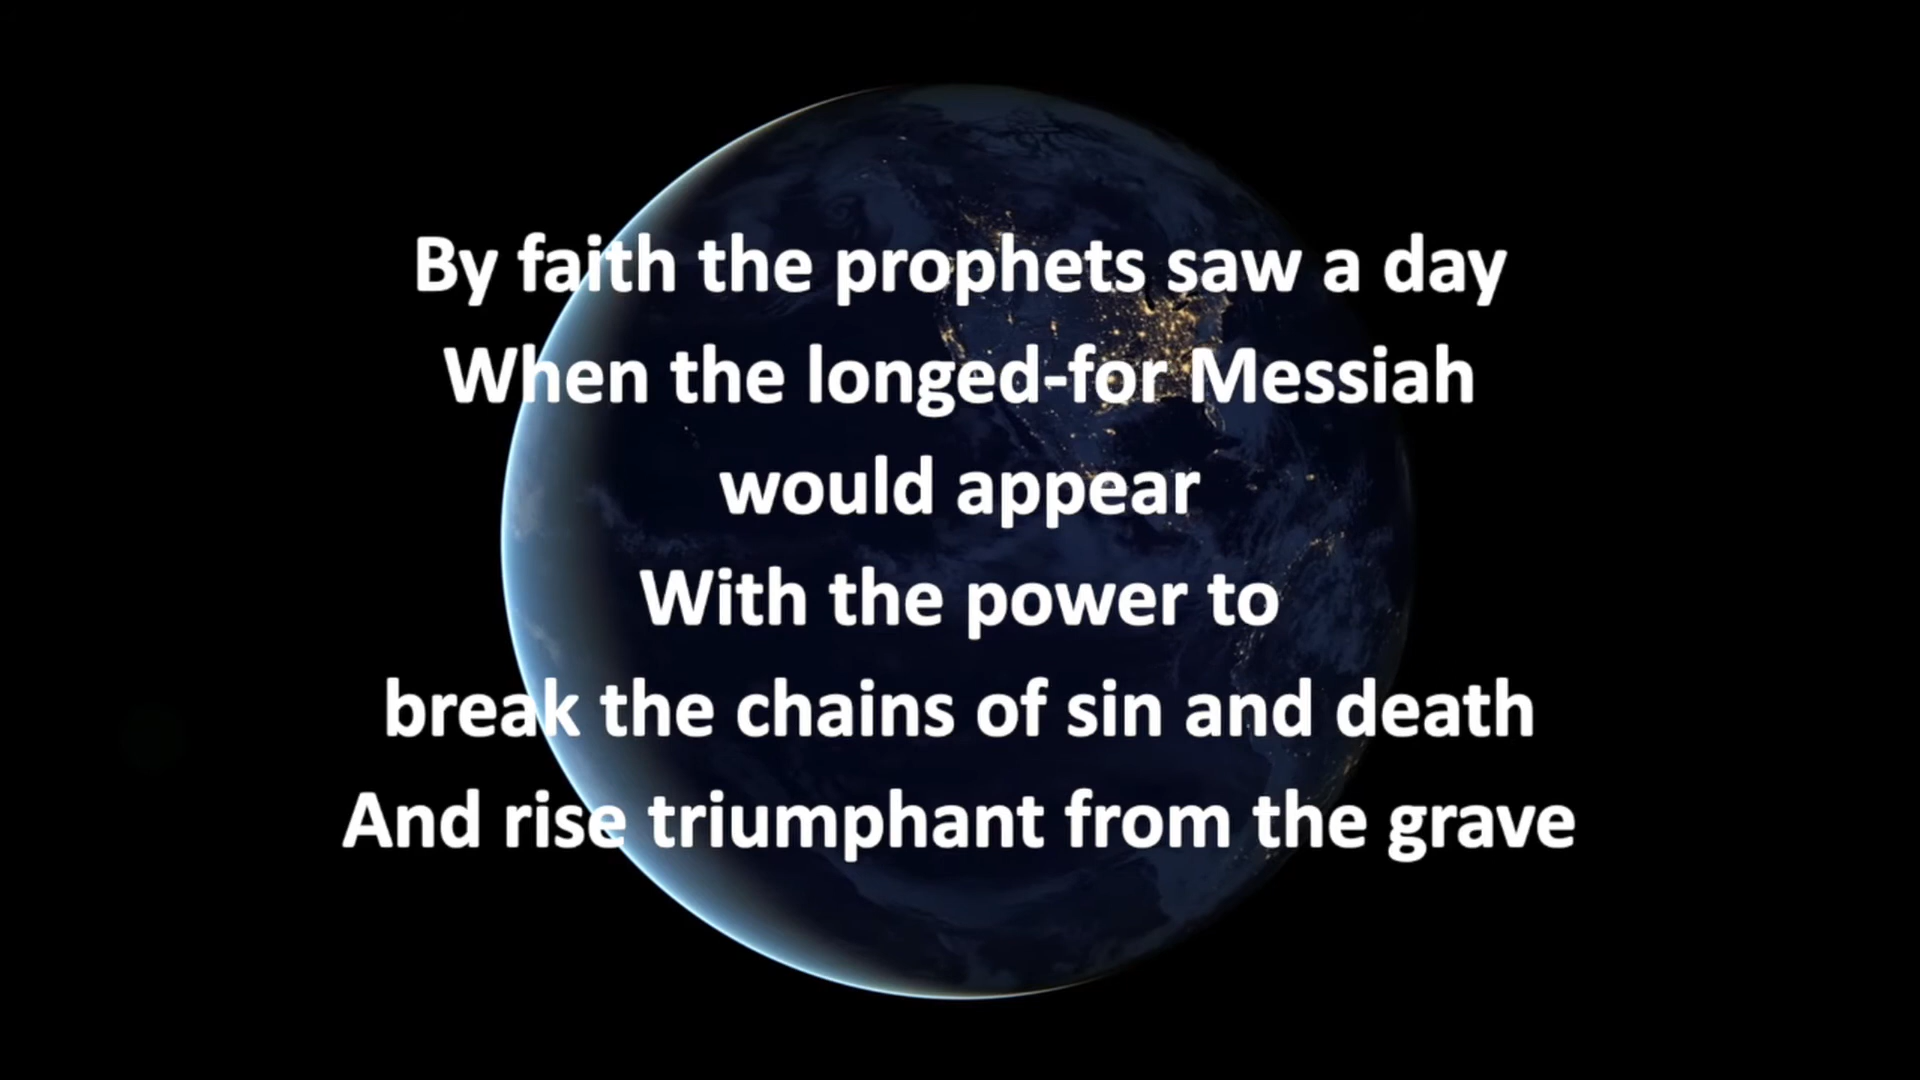 By faith the prophets saw a day
When the longed-for Messiah
would appear
With the power to
break the chains of sin and death
And rise triumphant from the grave